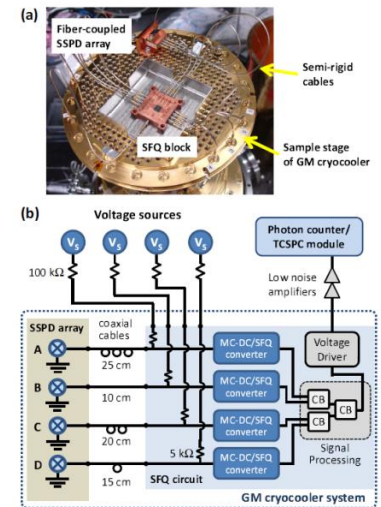 (a)
Fiber-coupled
SSPD array
Semi-rigid
cables
SFQ block
Sample stage
of GM cryocooler
(b)
Voltage sources
Vs
Vs
Vs
Vs
Photon counter/
TCSPC module
100 kΩ
Low noise
amplifiers
SSPD array
coaxial
cables
A
25 cm
MC-DC/SFQ
converter
Voltage
Driver
B
10 cm
MC-DC/SFQ
converter
CB
CB
CB
C
20 cm
MC-DC/SFQ
converter
Signal
Processing
D
15 cm
5 kΩ
MC-DC/SFQ
converter
SFQ circuit
GM cryocooler system